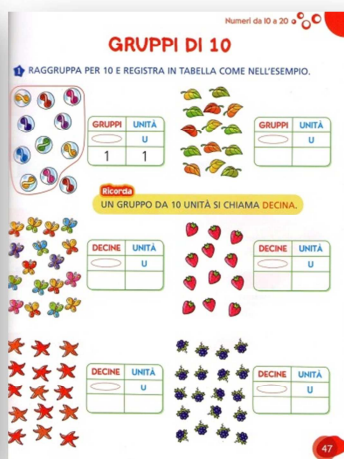 Numeri da 10 a 20
GRUPPI DI 10
1 RAGGRUPPA PER 10 E REGISTRA IN TABELLA COME NELL'ESEMPIO.
GRUPPI UNITÀ
U
1 1
GRUPPI UNITÀ
U
Ricorda
UN GRUPPO DA 10 UNITÀ SI CHIAMA DECINA.
DECINE UNITÀ
U
DECINE UNITÀ
U
DECINE UNITÀ
U
DECINE UNITÀ
U
47